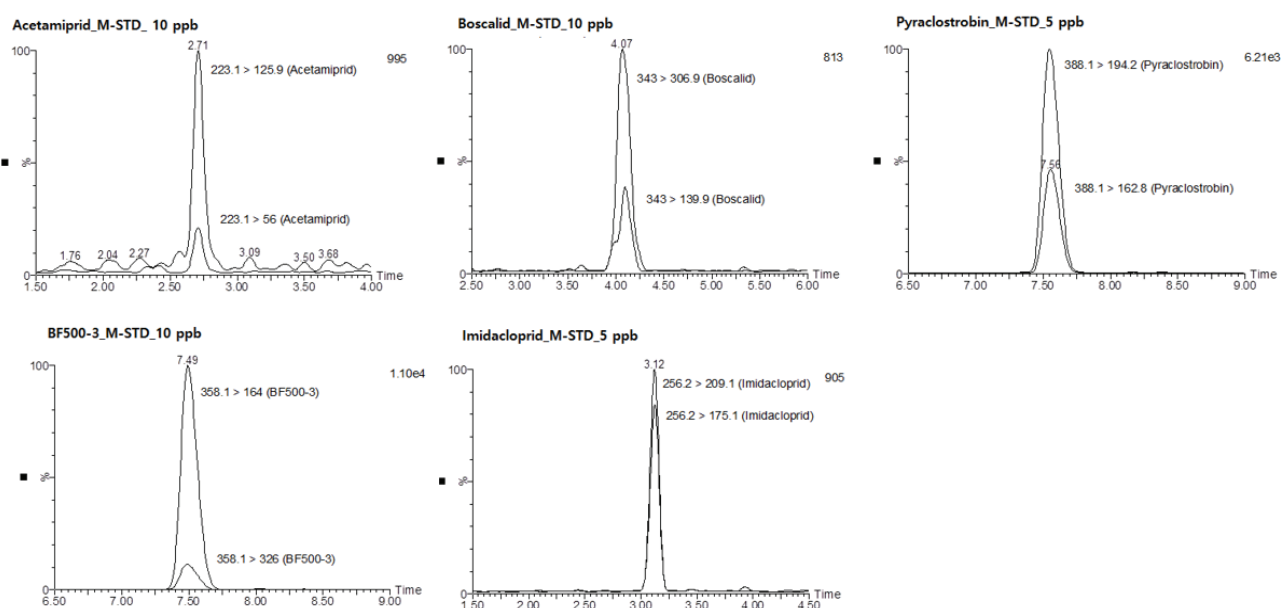 Acetamiprid_M-STD_ 10 ppb
2.71
100
995
223.1 > 125.9 (Acetamiprid)
%
223.1 > 56 (Acetamiprid)
1.76
2.04
2.27
3.09
3.50
3.68
0
Time
1.50
2.00
2.50
3.00
3.50
4.00
Boscalid_M-STD_10 ppb
4.07
100
813
343 > 306.9 (Boscalid)
%
343 > 139.9 (Boscalid)
0
Time
2.50
3.00
3.50
4.00
4.50
5.00
5.50
6.00
Pyraclostrobin_M-STD_5 ppb
100
6.21e3
388.1 > 194.2 (Pyraclostrobin)
%
7.56
388.1 > 162.8 (Pyraclostrobin)
0
Time
6.50
7.00
7.50
8.00
8.50
9.00
BF500-3_M-STD_10 ppb
7.49
100
1.10e4
358.1 > 164 (BF500-3)
%
358.1 > 326 (BF500-3)
0
Time
6.50
7.00
7.50
8.00
8.50
9.00
Imidacloprid_M-STD_5 ppb
3.12
100
905
256.2 > 209.1 (Imidacloprid)
256.2 > 175.1 (Imidacloprid)
%
0
Time
1.50
2.00
2.50
3.00
3.50
4.00
4.50